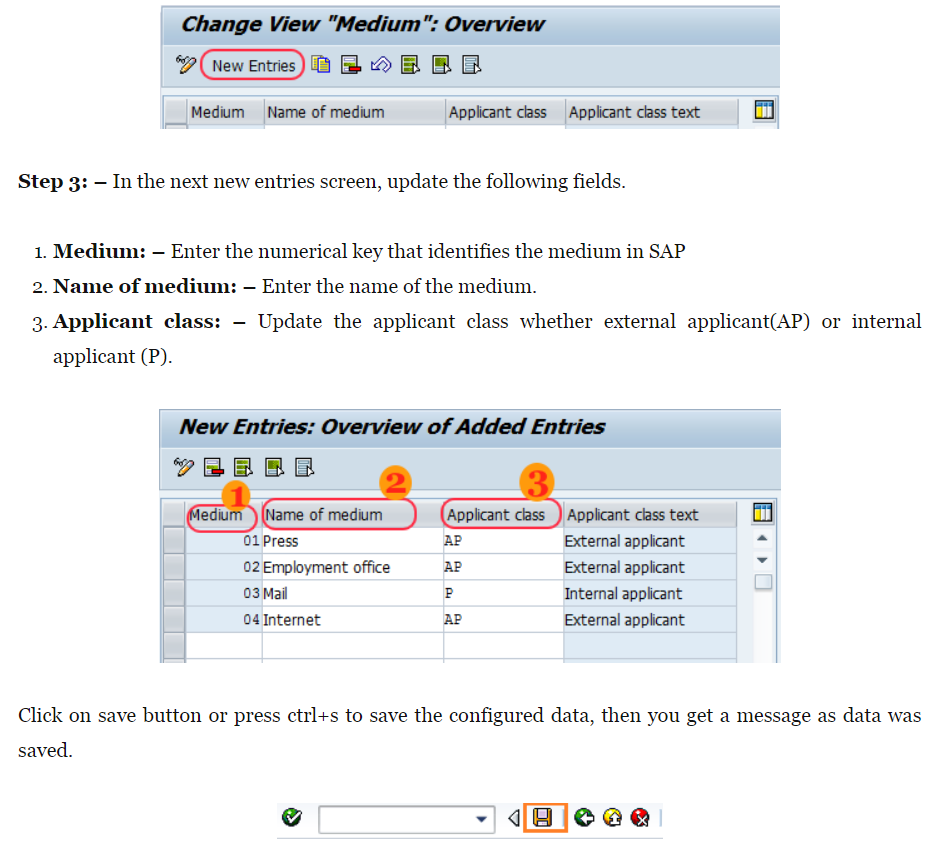 Change View "Medium": Overview
New Entries
Medium Name of medium Applicant class Applicant class text
Step 3: – In the next new entries screen, update the following fields.
1. Medium: – Enter the numerical key that identifies the medium in SAP
2. Name of medium: – Enter the name of the medium.
3. Applicant class: – Update the applicant class whether external applicant(AP) or internal
applicant (P).
New Entries: Overview of Added Entries
1 2 3
Medium Name of medium Applicant class Applicant class text
01 Press AP External applicant
02 Employment office AP External applicant
03 Mail P Internal applicant
04 Internet AP External applicant
Click on save button or press ctrl+s to save the configured data, then you get a message as data was
saved.